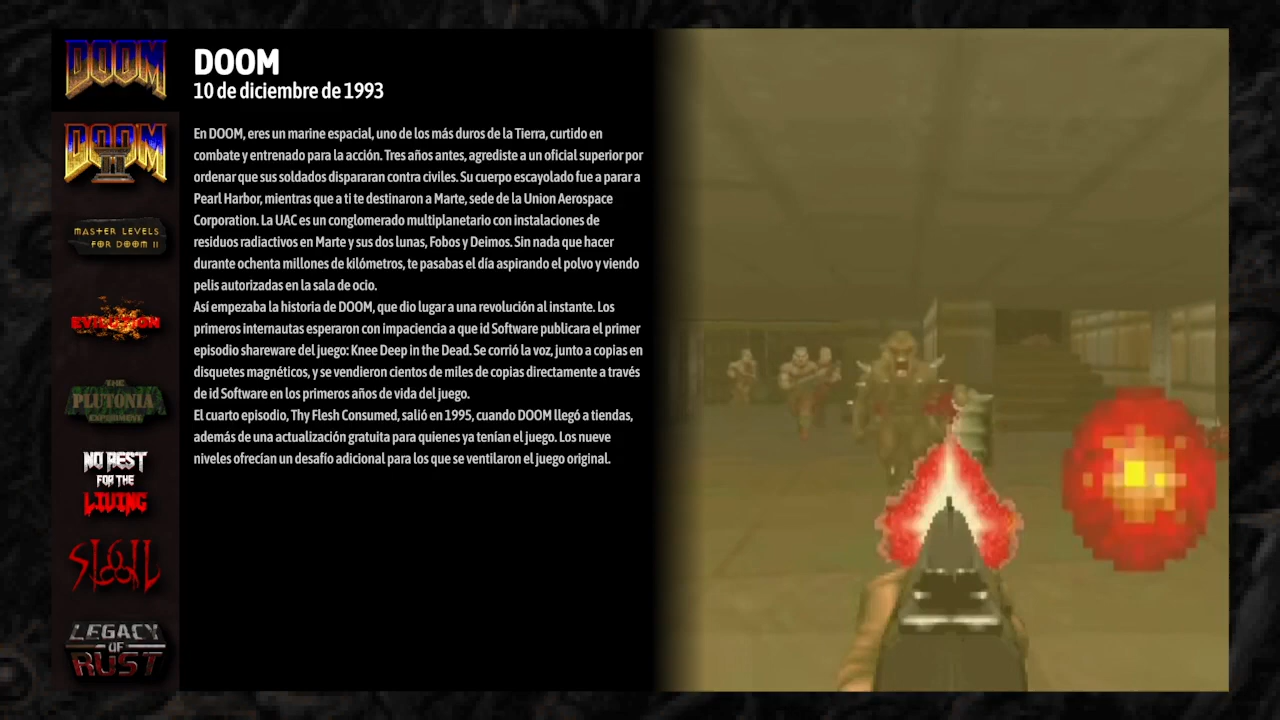 DOOM
DOOM
10 de diciembre de 1993
En DOOM, eres un marine espacial, uno de los más duros de la Tierra, curtido en
combate y entrenado para la acción. Tres años antes, agrediste a un oficial superior por
ordenar que sus soldados dispararan contra civiles. Su cuerpo escayolado fue a parar a
Pearl Harbor, mientras que a ti te destinaron a Marte, sede de la Union Aerospace
Corporation. La UAC es un conglomerado multiplanetario con instalaciones de
residuos radiactivos en Marte y sus dos lunas, Fobos y Deimos. Sin nada que hacer
durante ochenta millones de kilómetros, te pasabas el día aspirando el polvo y viendo
pelis autorizadas en la sala de ocio.
Así empezaba la historia de DOOM, que dio lugar a una revolución al instante. Los
primeros internautas esperaron con impaciencia a que id Software publicara el primer
episodio shareware del juego: Knee Deep in the Dead. Se corrió la voz, junto a copias en
disquetes magnéticos, y se vendieron cientos de miles de copias directamente a través
de id Software en los primeros años de vida del juego.
El cuarto episodio, Thy Flesh Consumed, salió en 1995, cuando DOOM llegó a tiendas,
además de una actualización gratuita para quienes ya tenían el juego. Los nueve
niveles ofrecían un desafío adicional para los que se ventilaron el juego original.
DOOM
II
MASTER LEVELS
FOR DOOM II
EVILUTION
THE
PLUTONIA
EXPERIMENT
NO REST
FOR THE
LIVING
SIGIL
LEGACY
OF
RUST